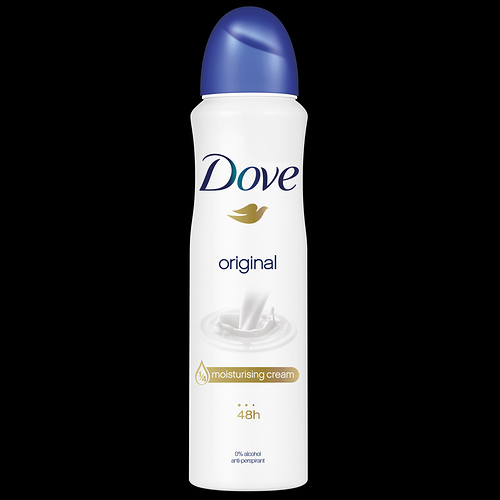 Dove
original
¼ moisturising cream
48h
0% alcohol
anti-perspirant